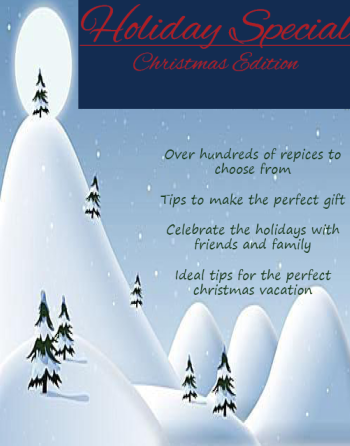 Holiday Special
Christmas Edition
Over hundreds of repices to
choose from
Tips to make the perfect gift
Celebrate the holidays with
friends and family
Ideal tips for the perfect
christmas vacation